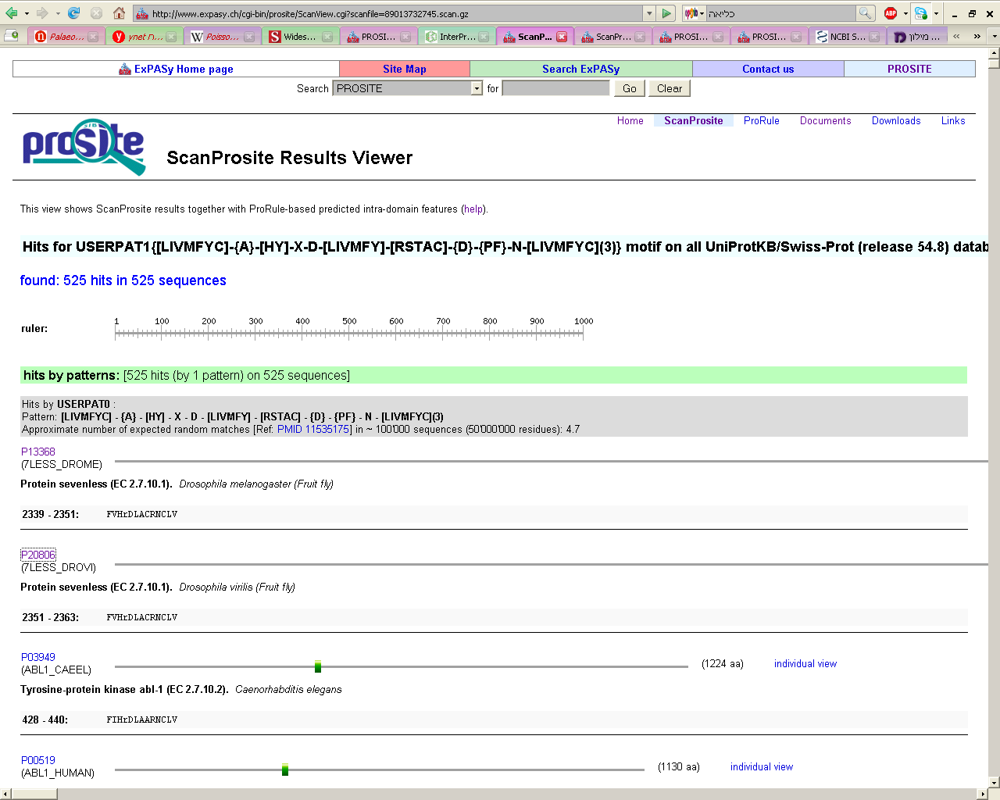 http://www.expasy.ch/cgi-bin/prosite/ScanView.cgi?scanfile=89013732745.scan.gz
כליאה
ABP
Palaeo...
ynet ח...
Poisso...
Widess...
PROSI...
InterPr...
ScanP...
ScanPr...
PROSI...
PROSI...
NCBI S...
מילון ...
ExPASy Home page
Site Map
Search ExPASy
Contact us
PROSITE
Search PROSITE for Go Clear
Home ScanProsite ProRule Documents Downloads Links
SIB
prosite
ScanProsite Results Viewer
This view shows ScanProsite results together with ProRule-based predicted intra-domain features (help).
Hits for USERPAT1{[LIVMFYC]-{A}-[HY]-X-D-[LIVMFY]-[RSTAC]-{D}-{PF}-N-[LIVMFYC](3)} motif on all UniProtKB/Swiss-Prot (release 54.8) datab
found: 525 hits in 525 sequences
ruler: 1 100 200 300 400 500 600 700 800 900 1000
hits by patterns: [525 hits (by 1 pattern) on 525 sequences]
Hits by USERPAT0 :
Pattern: [LIVMFYC] - {A} - [HY] - X - D - [LIVMFY] - [RSTAC] - {D} - {PF} - N - [LIVMFYC](3)
Approximate number of expected random matches [Ref: PMID 11535175] in ~ 100'000 sequences (50'000'000 residues): 4.7
P13368
(7LESS_DROME)
Protein sevenless (EC 2.7.10.1). Drosophila melanogaster (Fruit fly)
2339 - 2351: FVHrDLACRNCLV
P20806
(7LESS_DROVI)
Protein sevenless (EC 2.7.10.1). Drosophila virilis (Fruit fly)
2351 - 2363: FVHrDLACRNCLV
P03949
(ABL1_CAEEL) (1224 aa) individual view
Tyrosine-protein kinase abl-1 (EC 2.7.10.2). Caenorhabditis elegans
428 - 440: FIHrDLAARNCLV
P00519
(ABL1_HUMAN) (1130 aa) individual view